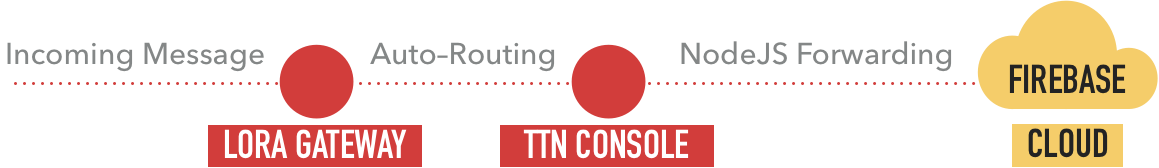 Incoming Message
Auto–Routing
NodeJS Forwarding
FIREBASE
LORA GATEWAY
TTN CONSOLE
CLOUD